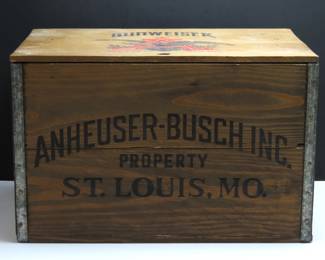 BUDWEISER
ANHEUSER-BUSCH INC.
PROPERTY
ST. LOUIS, MO.